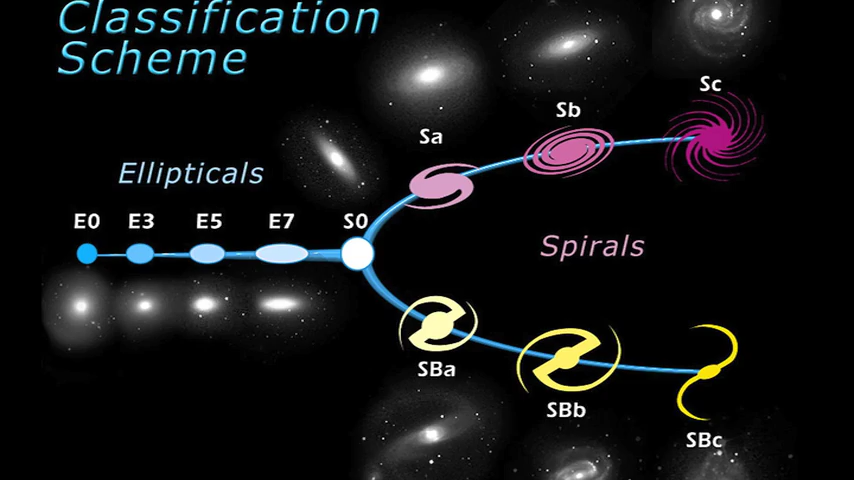 Classification
Scheme
Sc
Sb
Sa
Ellipticals
E0 E3 E5 E7 S0
Spirals
SBa
SBb
SBc